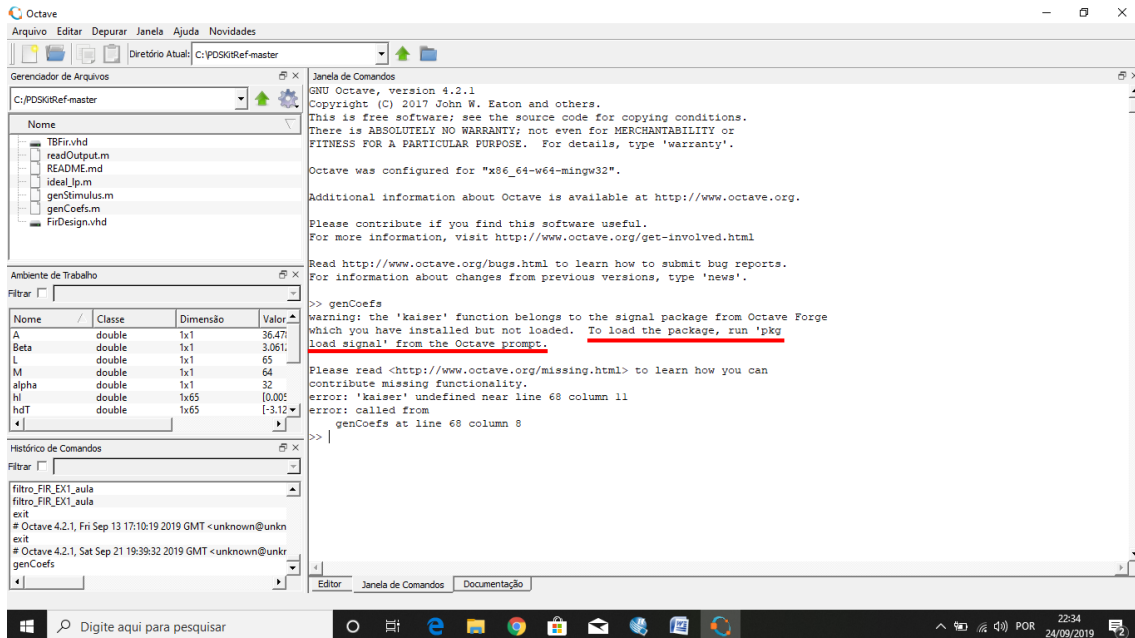 Octave
Arquivo Editar Depurar Janela Ajuda Novidades
Diretório Atual: C:\PDSKitRef-master
Gerenciador de Arquivos
C:/PDSKitRef-master
Nome
TBFir.vhd
readOutput.m
README.md
ideal_lp.m
genStimulus.m
genCoefs.m
FirDesign.vhd
Ambiente de Trabalho
Filtrar
Nome Classe Dimensão Valor
A double 1x1 36.478
Beta double 1x1 3.061
L double 1x1 65
M double 1x1 64
alpha double 1x1 32
hl double 1x65 [0.005
hdT double 1x65 [-3.12
Histórico de Comandos
Filtrar
filtro_FIR_EX1_aula
filtro_FIR_EX1_aula
exit
# Octave 4.2.1, Fri Sep 13 17:10:19 2019 GMT <unknown@unkn
exit
# Octave 4.2.1, Sat Sep 21 19:39:32 2019 GMT <unknown@unkr
genCoefs
Janela de Comandos
GNU Octave, version 4.2.1
Copyright (C) 2017 John W. Eaton and others.
This is free software; see the source code for copying conditions.
There is ABSOLUTELY NO WARRANTY; not even for MERCHANTABILITY or
FITNESS FOR A PARTICULAR PURPOSE.  For details, type 'warranty'.
Octave was configured for "x86_64-w64-mingw32".
Additional information about Octave is available at http://www.octave.org.
Please contribute if you find this software useful.
For more information, visit http://www.octave.org/get-involved.html
Read http://www.octave.org/bugs.html to learn how to submit bug reports.
For information about changes from previous versions, type 'news'.
>> genCoefs
warning: the 'kaiser' function belongs to the signal package from Octave Forge
which you have installed but not loaded.  To load the package, run 'pkg
load signal' from the Octave prompt.
Please read <http://www.octave.org/missing.html> to learn how you can
contribute missing functionality.
error: 'kaiser' undefined near line 68 column 11
error: called from
genCoefs at line 68 column 8
>>
Editor Janela de Comandos Documentação
Digite aqui para pesquisar
POR
22:34
24/09/2019
2